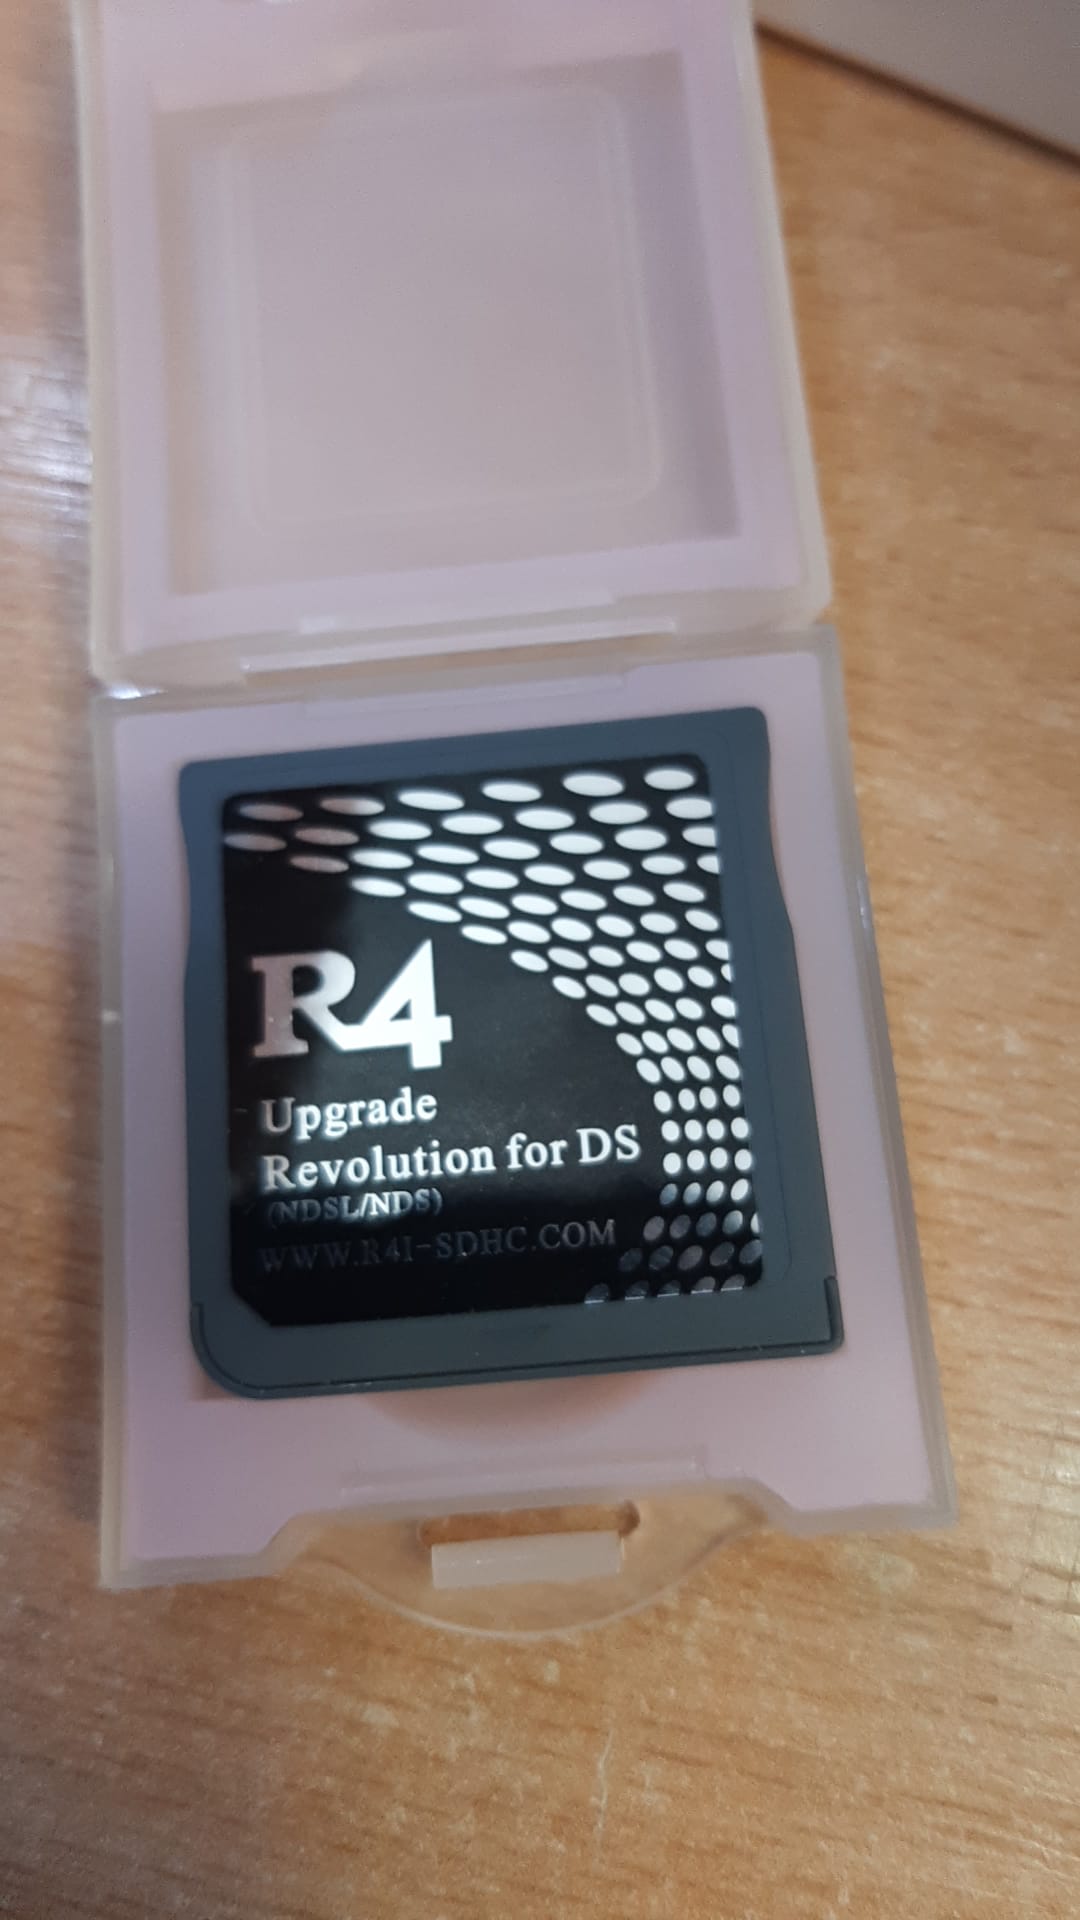 R4
Upgrade
Revolution for DS
(NDSL/NDS)
WWW.R4I-SDHC.COM